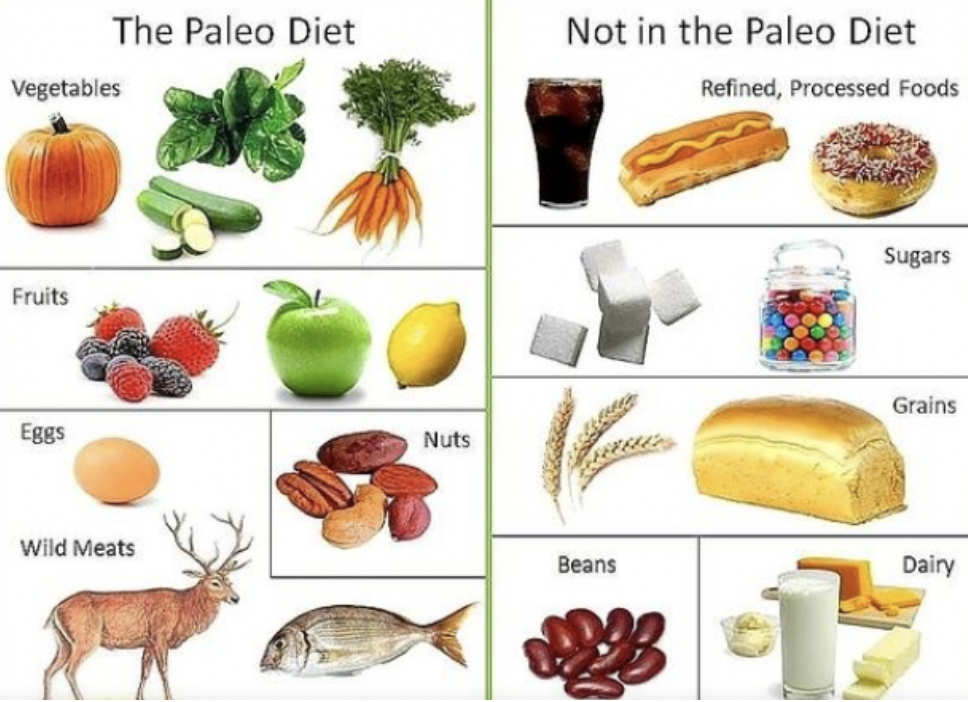 The Paleo Diet
Vegetables
Fruits
Eggs
Nuts
Wild Meats
Not in the Paleo Diet
Refined, Processed Foods
Sugars
Grains
Beans
Dairy